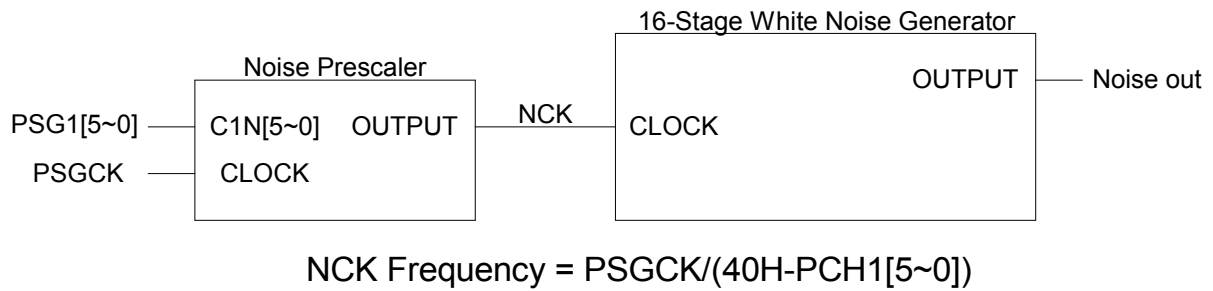 16-Stage White Noise Generator
Noise Prescaler
OUTPUT
Noise out
PSG1[5~0]
C1N[5~0]
OUTPUT
NCK
CLOCK
PSGCK
CLOCK
NCK Frequency = PSGCK/(40H-PCH1[5~0])